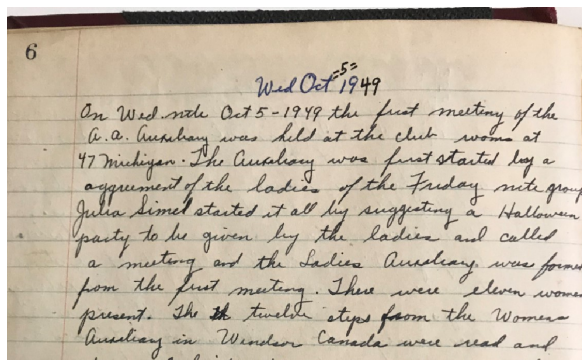 6
Wed Oct =5= 1949
On Wed nite Oct 5-1949 the first meeting of the
A.A. Auxiliary was held at the club rooms at
47 Michigan. The Auxiliary was first started by a
aggreement of the ladies of the Friday nite group
Julia Simel started it all by suggesting a Halloween
party to be given by the ladies and called
a meeting and the Ladies Auxiliary was formed
from the first meeting. There were eleven women
present. The twelve steps from the Womens
Auxiliary in Windsor Canada were read and